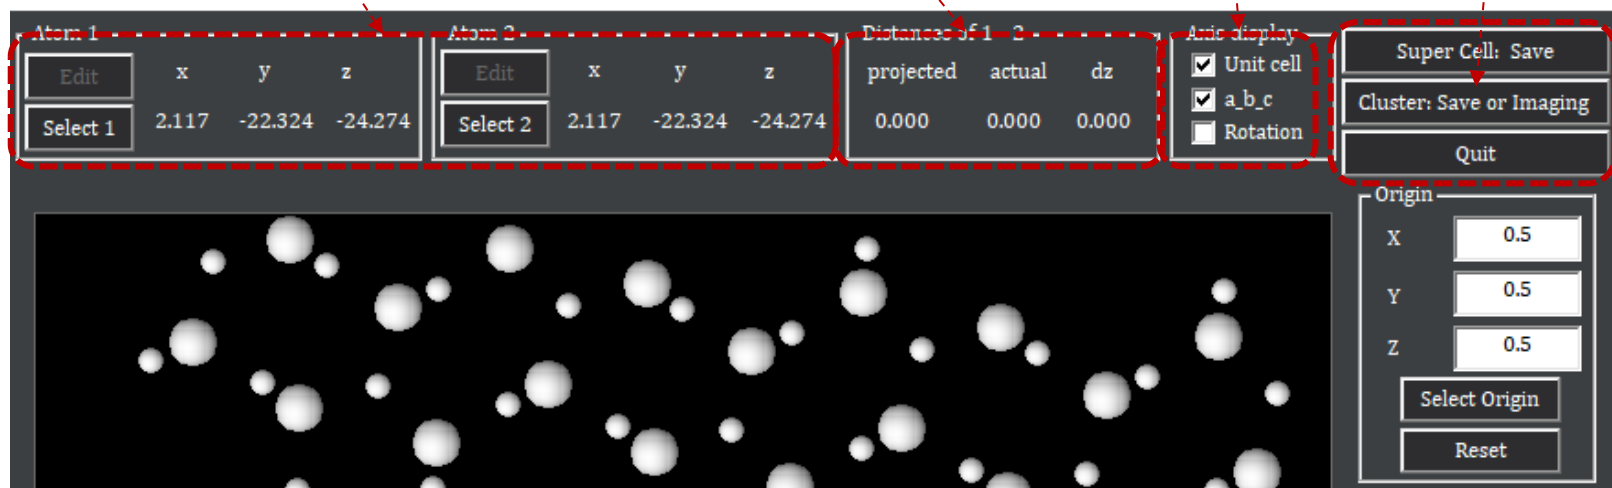 Atom 1
Edit x y z
Select 1 2.117 -22.324 -24.274
Atom 2
Edit x y z
Select 2 2.117 -22.324 -24.274
Distances of 1 - 2
projected actual dz
0.000 0.000 0.000
Axis display
Unit cell
a_b_c
Rotation
Super Cell: Save
Cluster: Save or Imaging
Quit
Origin
X 0.5
Y 0.5
Z 0.5
Select Origin
Reset